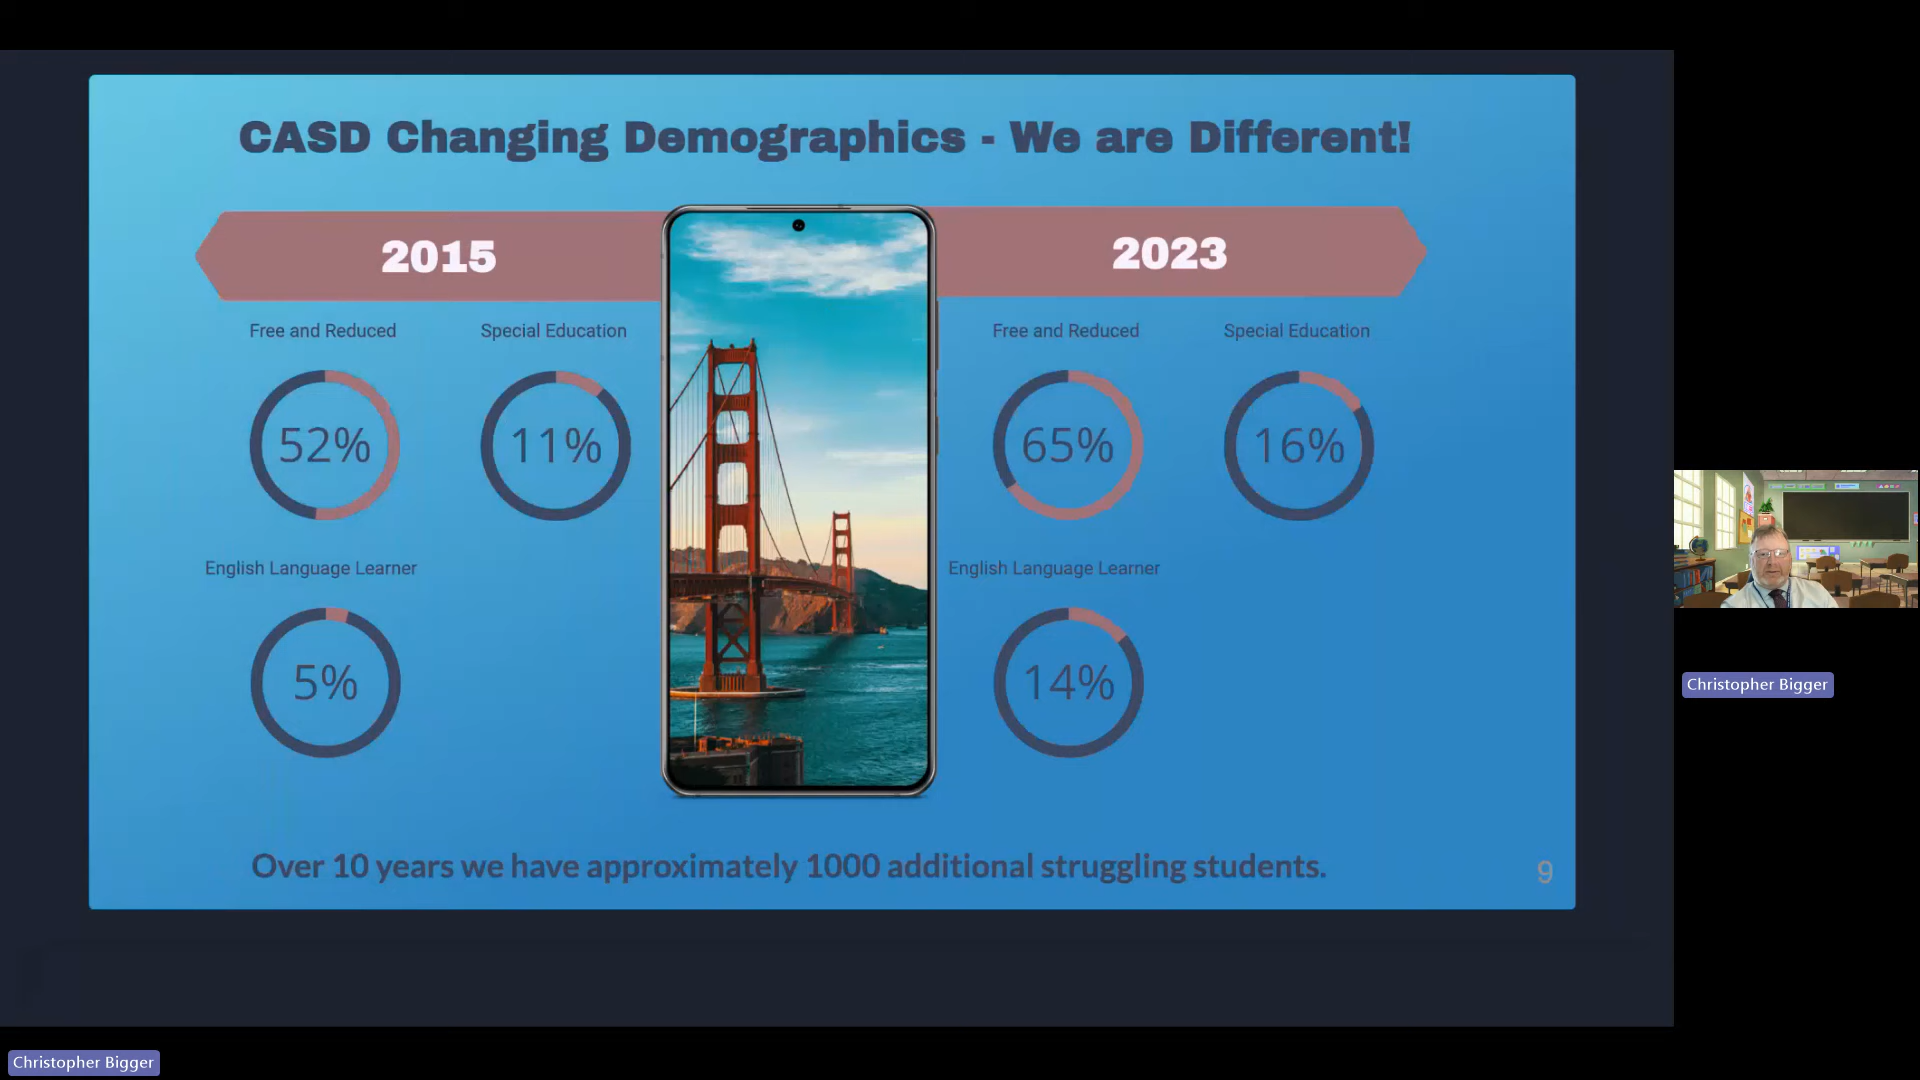 CASD Changing Demographics - We are Different!
2015
2023
Free and Reduced
Special Education
Free and Reduced
Special Education
52%
11%
65%
16%
English Language Learner
English Language Learner
5%
14%
Over 10 years we have approximately 1000 additional struggling students.
9
Christopher Bigger
Christopher Bigger